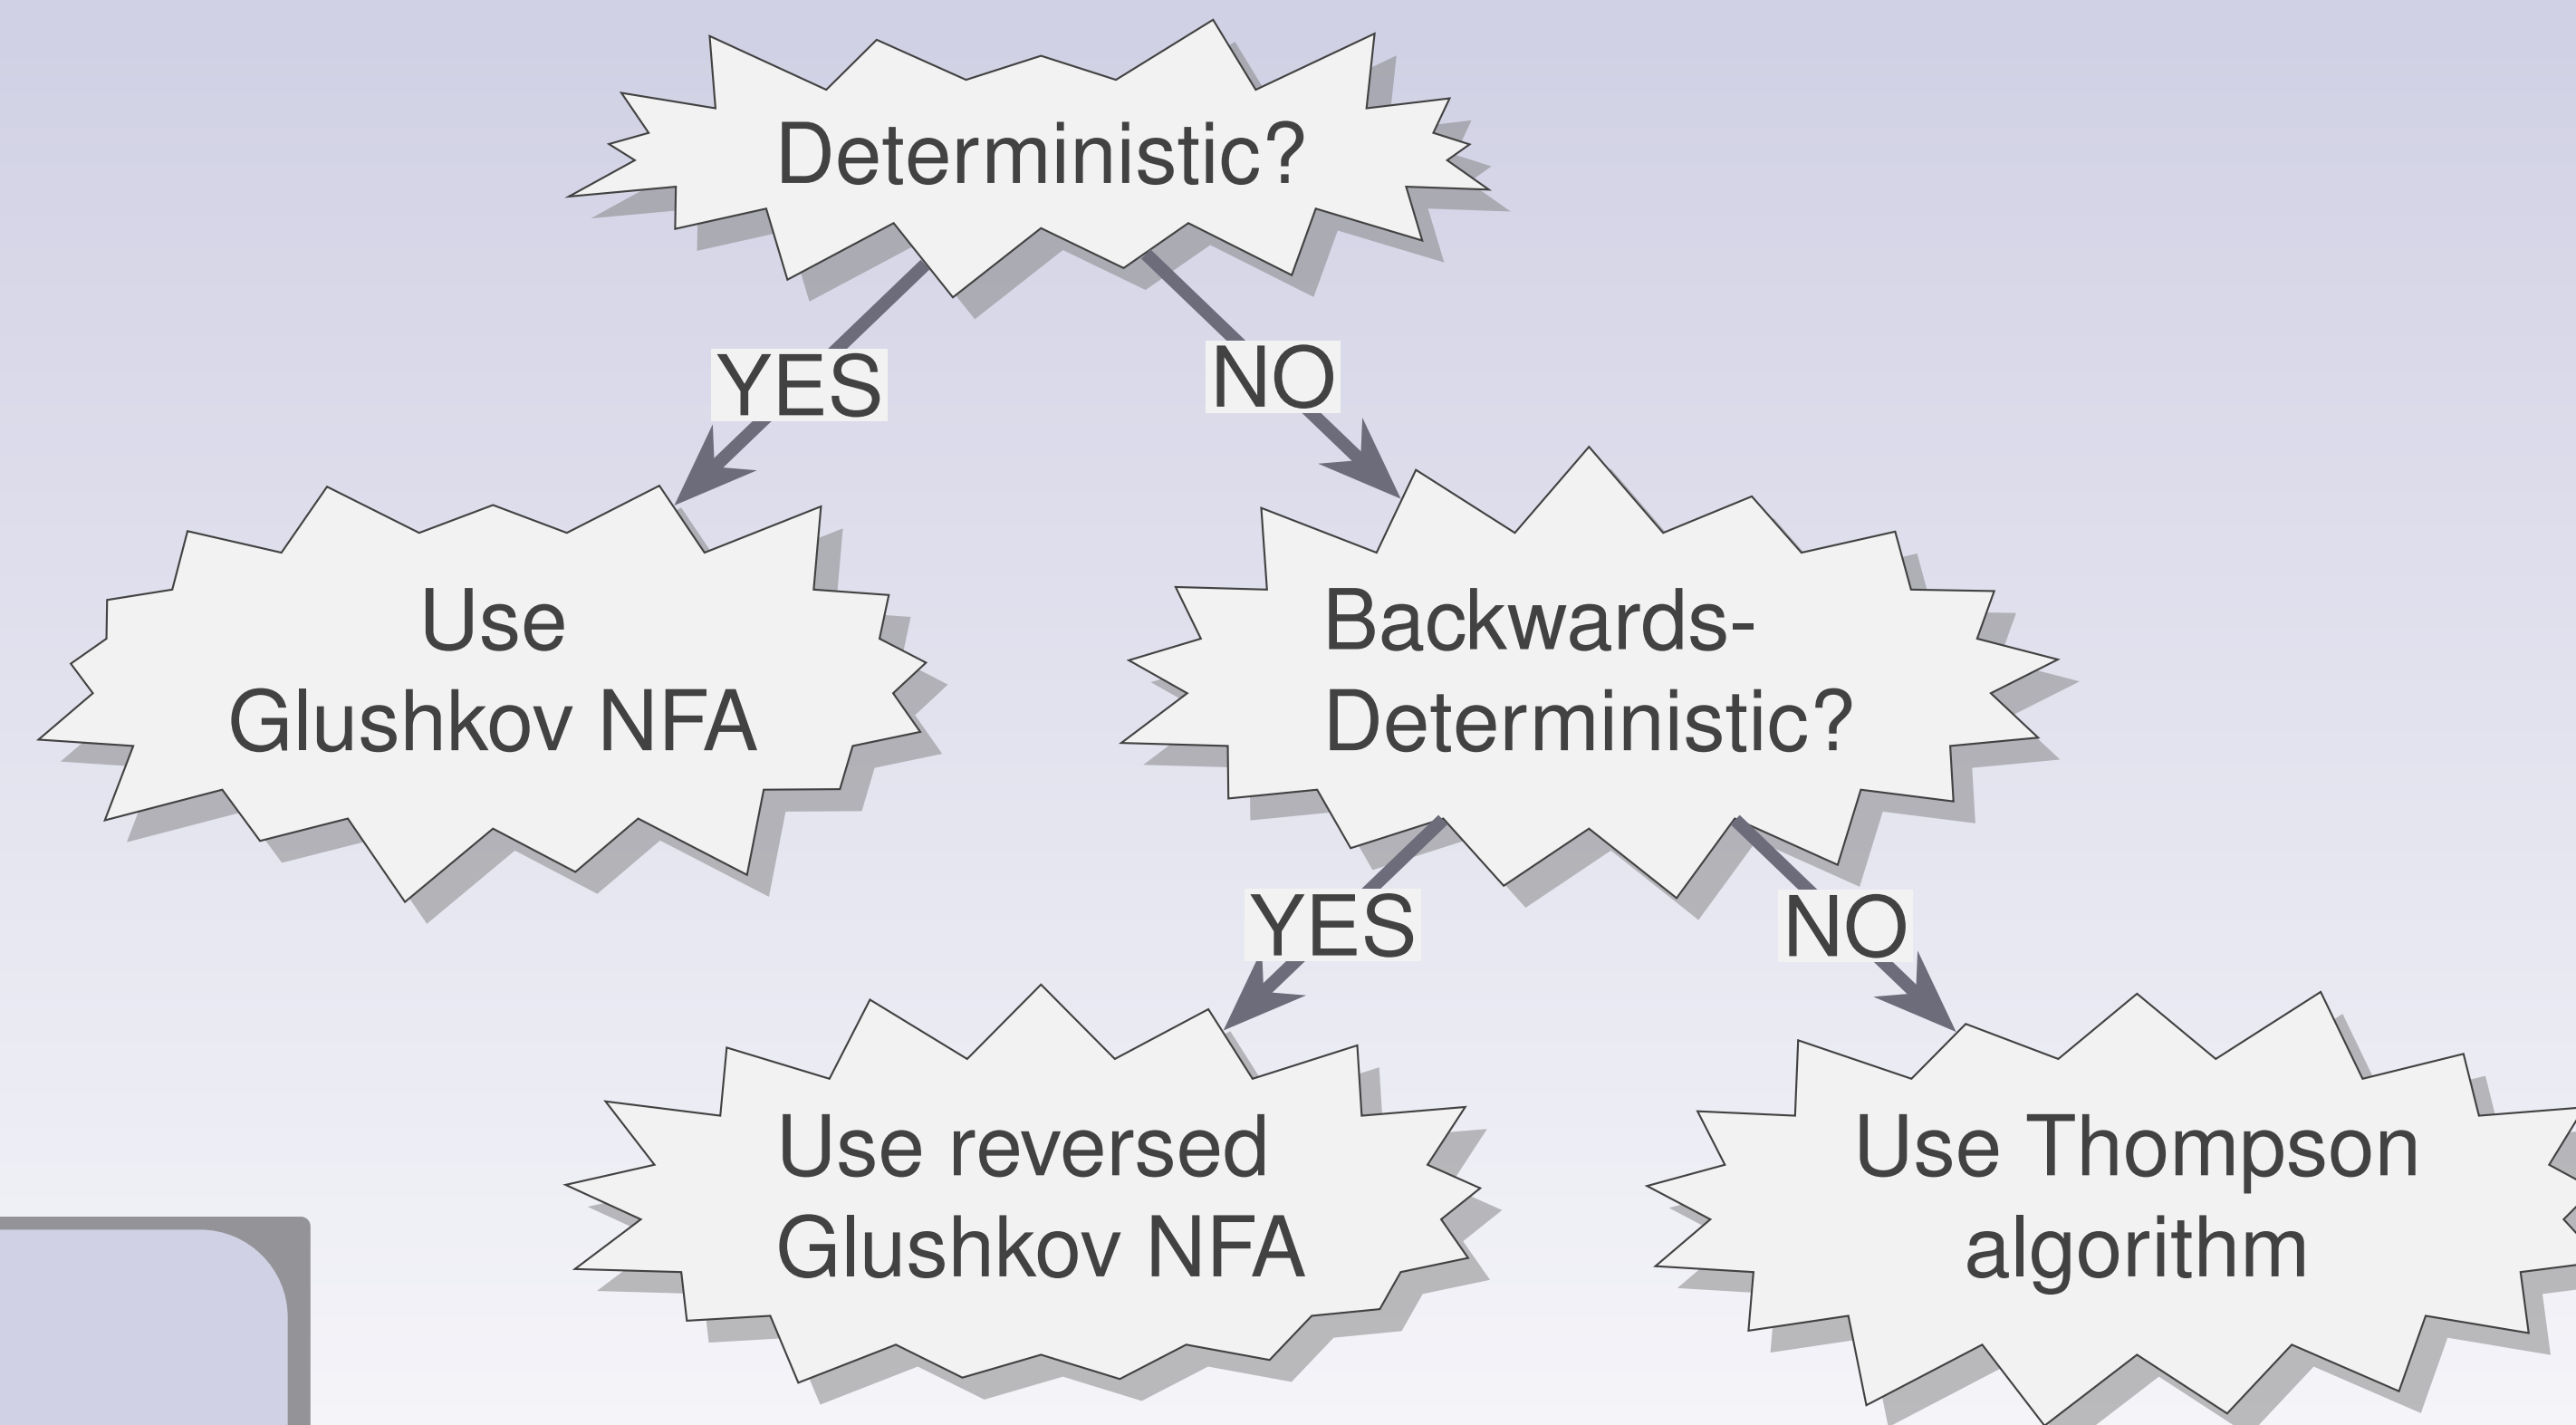 Deterministic?
YES
NO
Use
Glushkov NFA
Backwards-
Deterministic?
YES
NO
Use reversed
Glushkov NFA
Use Thompson
algorithm